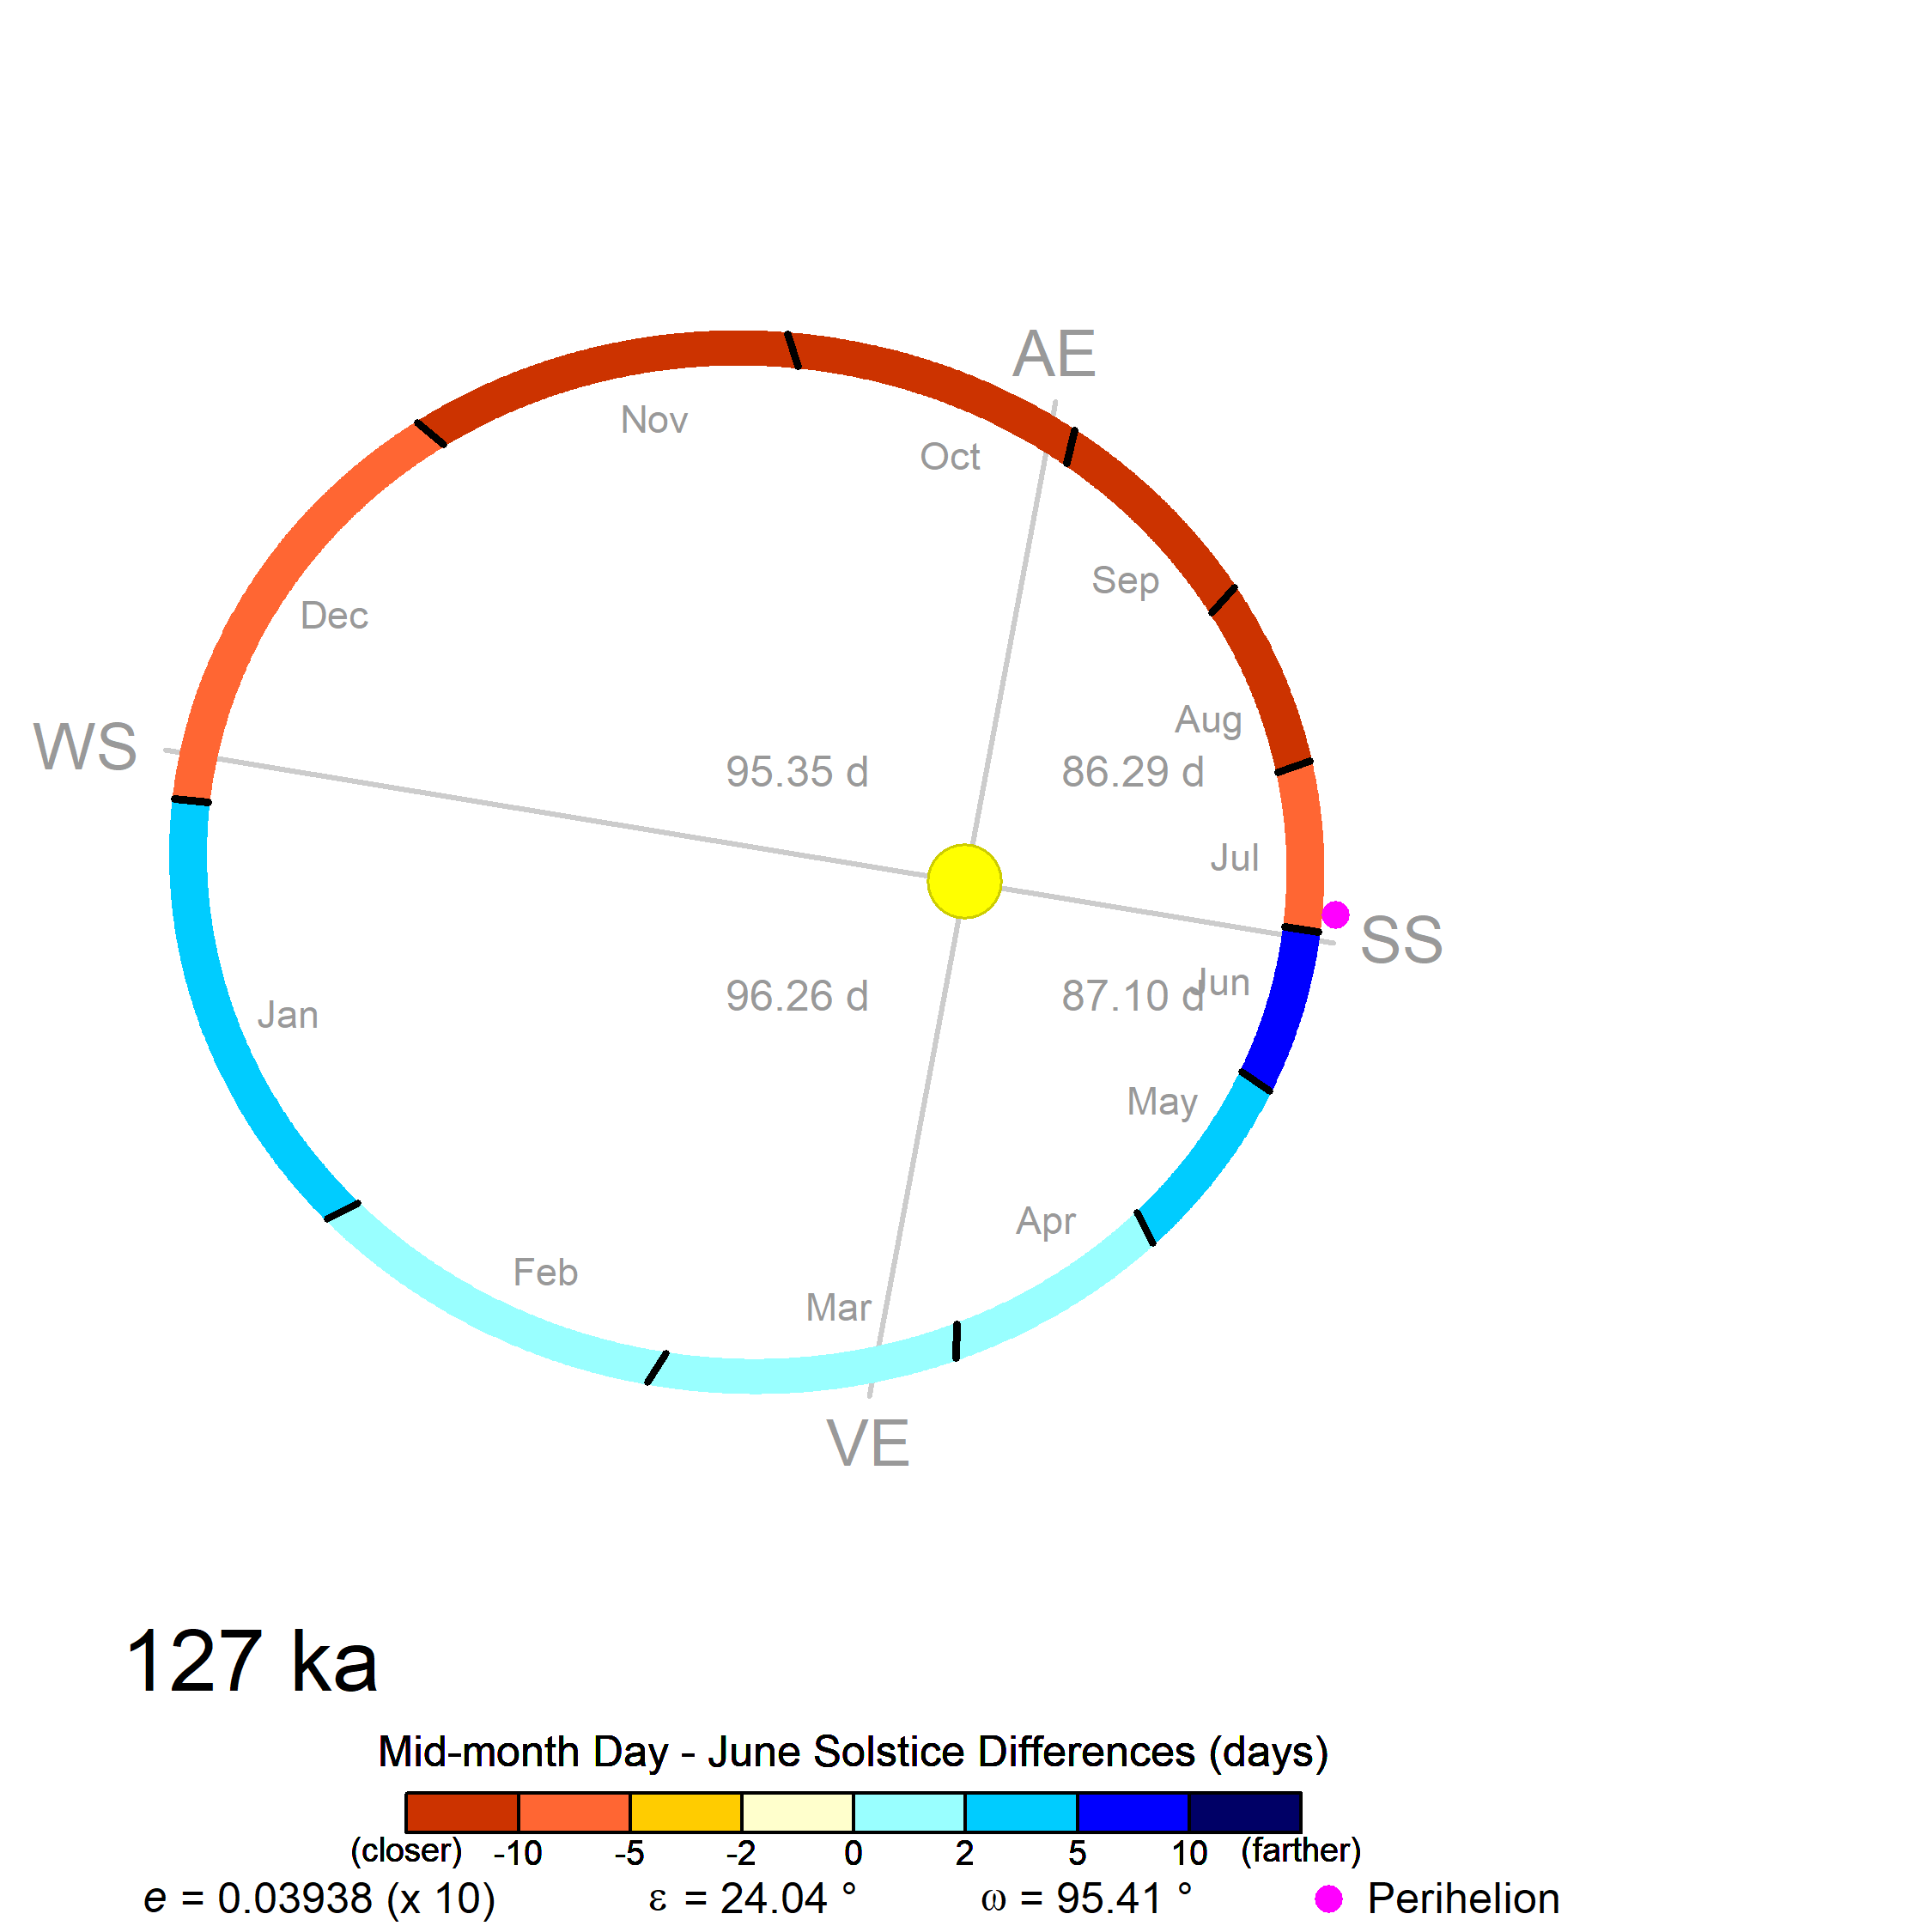 AE
Nov
Oct
Sep
Dec
Aug
WS
95.35 d
86.29 d
Jul
SS
96.26 d
87.10 d
Jun
Jan
May
Apr
Feb
Mar
VE
127 ka
Mid-month Day - June Solstice Differences (days)
(closer) -10 -5 -2 0 2 5 10 (farther)
e = 0.03938 (x 10) ε = 24.04 ° ω = 95.41 ° Perihelion